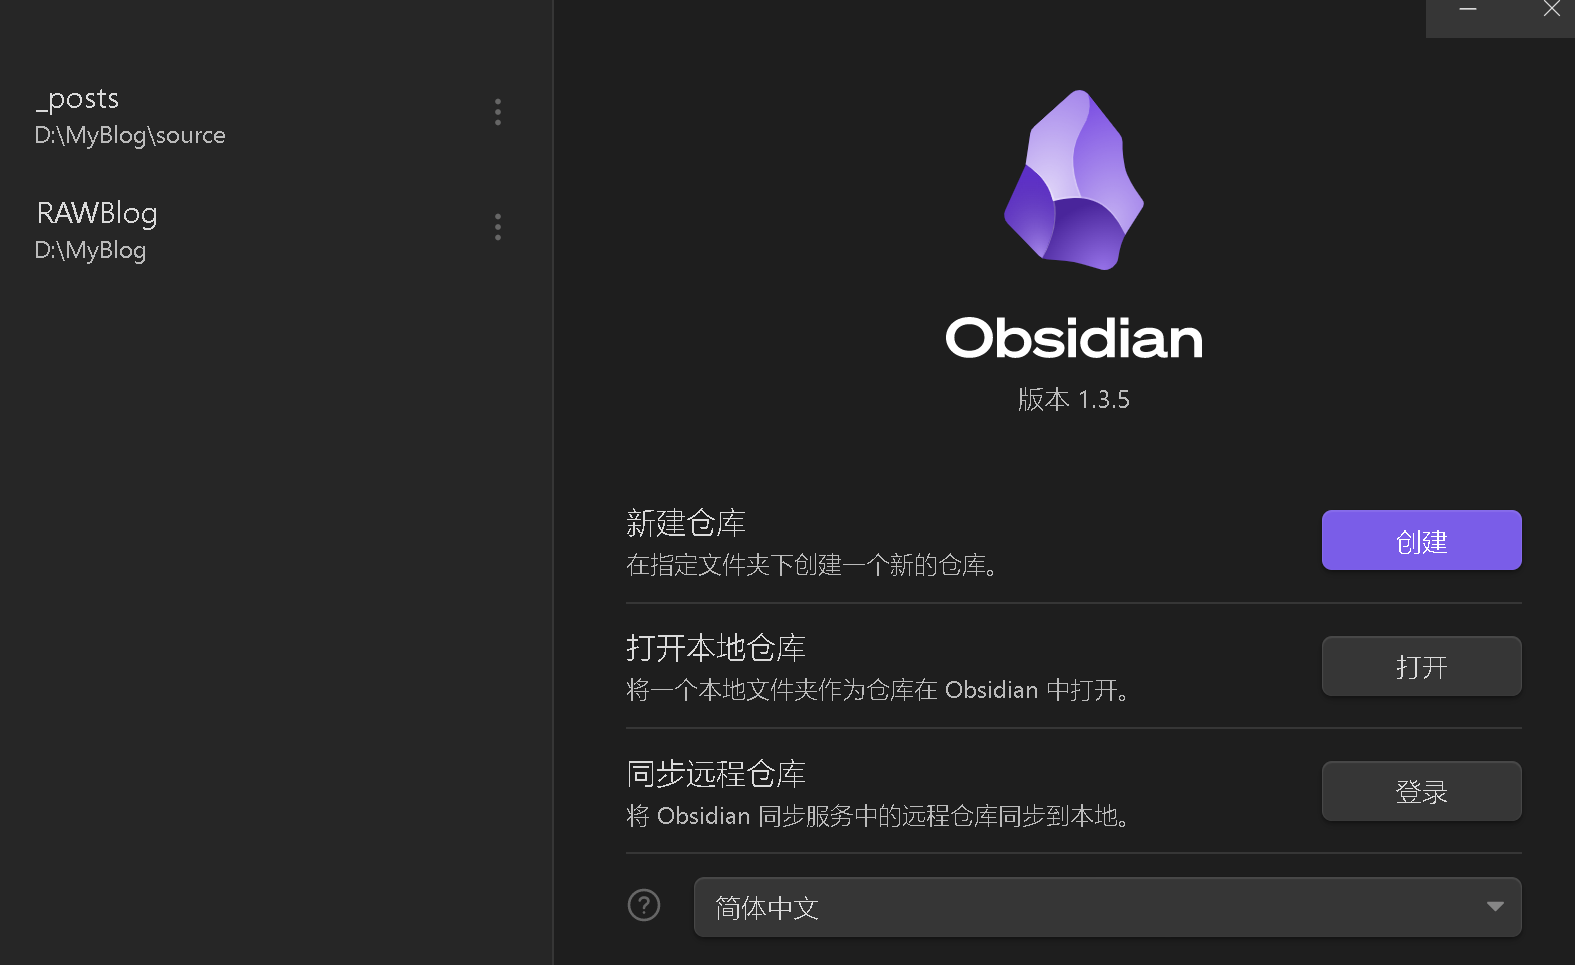 _posts
D:\MyBlog\source
RAWBlog
D:\MyBlog
Obsidian
版本 1.3.5
新建仓库
在指定文件夹下创建一个新的仓库。
创建
打开本地仓库
将一个本地文件夹作为仓库在 Obsidian 中打开。
打开
同步远程仓库
将 Obsidian 同步服务中的远程仓库同步到本地。
登录
?
简体中文